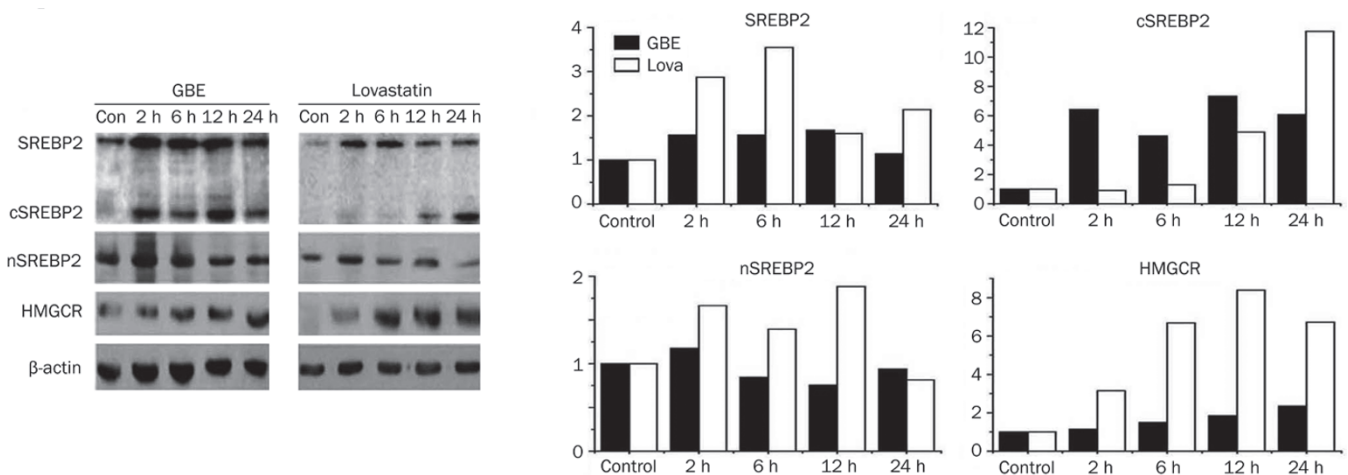 GBE
Lovastatin
Con 2 h 6 h 12 h 24 h
Con 2 h 6 h 12 h 24 h
SREBP2
cSREBP2
nSREBP2
HMGCR
β-actin
SREBP2
4
3
2
1
0
GBE
Lova
Control 2 h 6 h 12 h 24 h
cSREBP2
12
10
8
6
4
2
0
Control 2 h 6 h 12 h 24 h
nSREBP2
2
1
0
Control 2 h 6 h 12 h 24 h
HMGCR
8
6
4
2
0
Control 2 h 6 h 12 h 24 h